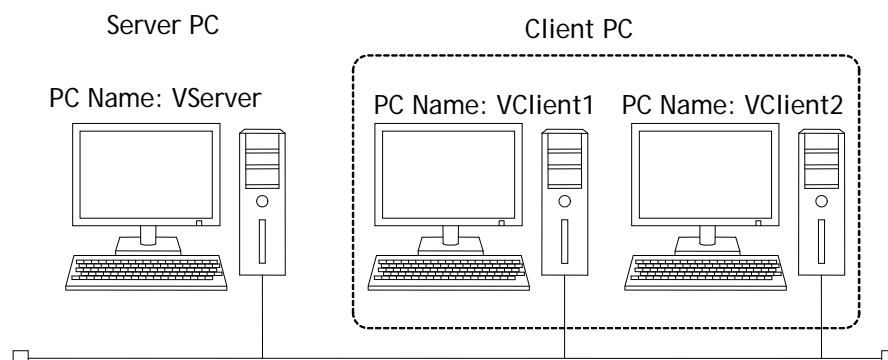 Server PC
Client PC
PC Name: VServer
PC Name: VClient1
PC Name: VClient2